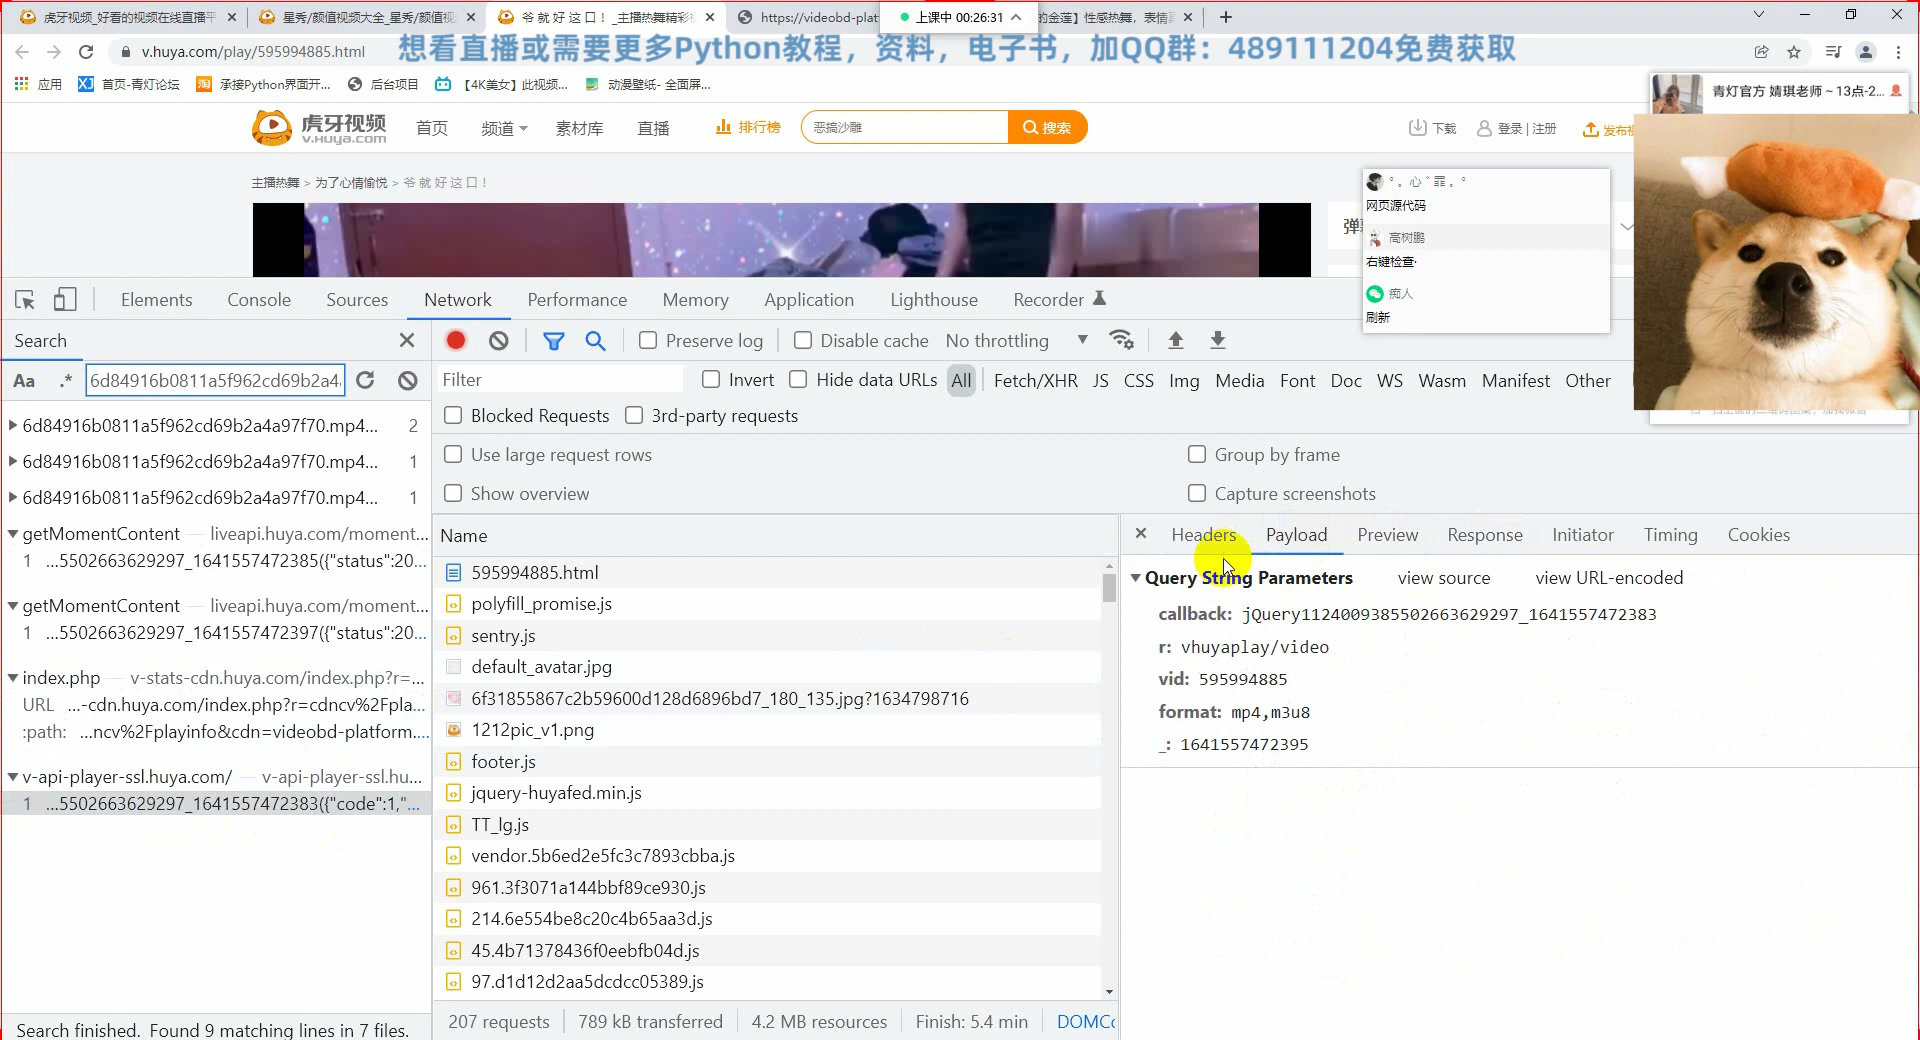 虎牙视频_好看的视频在线直播平
星秀/颜值视频大全_星秀/颜值视频
爷 就 好 这 口 ！_主播热舞精彩视
https://videobd-plat
上课中 00:26:31
的金莲】性感热舞，表情
v.huya.com/play/595994885.html
想看直播或需要更多Python教程，资料，电子书，加QQ群：489111204免费获取
应用
首页-青灯论坛
承接Python界面开...
后台项目
【4K美女】此视频...
动漫壁纸- 全面屏...
青灯官方 婧琪老师 ~ 13点-2...
虎牙视频
v.Huya.com
首页
频道
素材库
直播
排行榜
恶搞沙雕
搜索
下载
登录 | 注册
发布
主播热舞 > 为了心情愉悦 > 爷 就 好 这 口 !
弹
°。心゛罪。°
网页源代码
高树鹏
右键检查·
痴人
刷新
Elements
Console
Sources
Network
Performance
Memory
Application
Lighthouse
Recorder
Search
Preserve log
Disable cache
No throttling
Aa
.*
6d84916b0811a5f962cd69b2a4
Filter
Invert
Hide data URLs
All
Fetch/XHR
JS
CSS
Img
Media
Font
Doc
WS
Wasm
Manifest
Other
Blocked Requests
3rd-party requests
Use large request rows
Group by frame
Show overview
Capture screenshots
6d84916b0811a5f962cd69b2a4a97f70.mp4... 2
6d84916b0811a5f962cd69b2a4a97f70.mp4... 1
6d84916b0811a5f962cd69b2a4a97f70.mp4... 1
getMomentContent — liveapi.huya.com/moment...
1 ...5502663629297_1641557472385({"status":20...
getMomentContent — liveapi.huya.com/moment...
1 ...5502663629297_1641557472397({"status":20...
index.php — v-stats-cdn.huya.com/index.php?r=...
URL ...-cdn.huya.com/index.php?r=cdncv%2Fpla...
:path: ...ncv%2Fplayinfo&cdn=videobd-platform....
v-api-player-ssl.huya.com/ — v-api-player-ssl.hu...
1 ...5502663629297_1641557472383({"code":1,"...
Search finished. Found 9 matching lines in 7 files.
Name
595994885.html
polyfill_promise.js
sentry.js
default_avatar.jpg
6f31855867c2b59600d128d6896bd7_180_135.jpg?1634798716
1212pic_v1.png
footer.js
jquery-huyafed.min.js
TT_lg.js
vendor.5b6ed2e5fc3c7893cbba.js
961.3f3071a144bbf89ce930.js
214.6e554be8c20c4b65aa3d.js
45.4b71378436f0eebfb04d.js
97.d1d12d2aa5dcdcc05389.js
207 requests
789 kB transferred
4.2 MB resources
Finish: 5.4 min
DOMCo
Headers
Payload
Preview
Response
Initiator
Timing
Cookies
Query String Parameters
view source
view URL-encoded
callback: jQuery1124009385502663629297_1641557472383
r: vhuyaplay/video
vid: 595994885
format: mp4,m3u8
_: 1641557472395